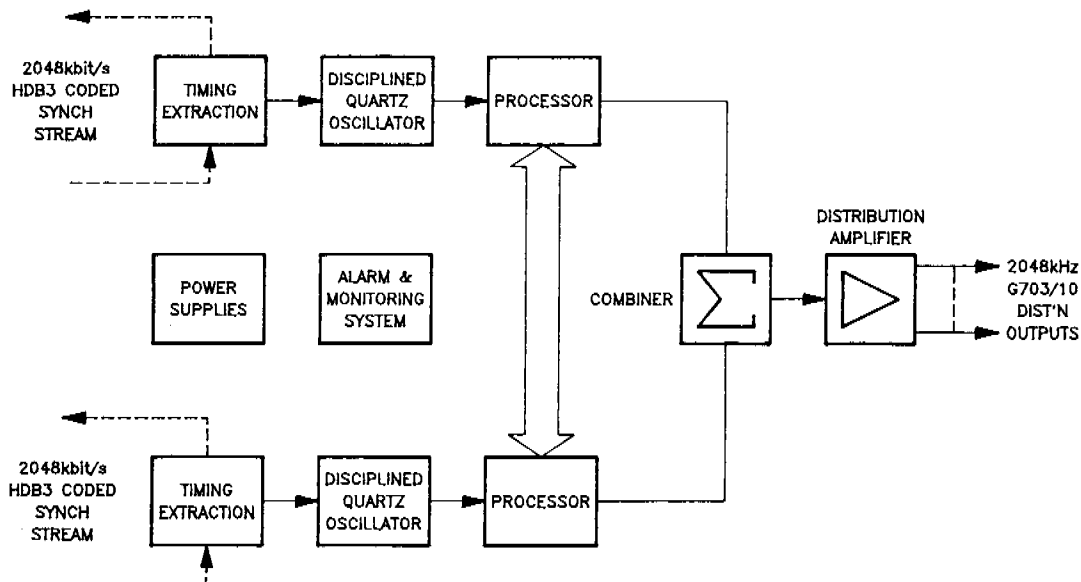 2048kbit/s
HDB3 CODED
SYNCH
STREAM
TIMING
EXTRACTION
DISCIPLINED
QUARTZ
OSCILLATOR
PROCESSOR
POWER
SUPPLIES
ALARM &
MONITORING
SYSTEM
COMBINER
Σ
DISTRIBUTION
AMPLIFIER
2048kHz
G703/10
DIST'N
OUTPUTS
2048kbit/s
HDB3 CODED
SYNCH
STREAM
TIMING
EXTRACTION
DISCIPLINED
QUARTZ
OSCILLATOR
PROCESSOR